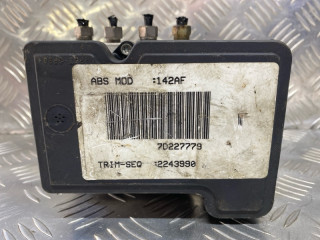 ABS MOD :142AF
7D227779
TRIM-SEQ :2243990